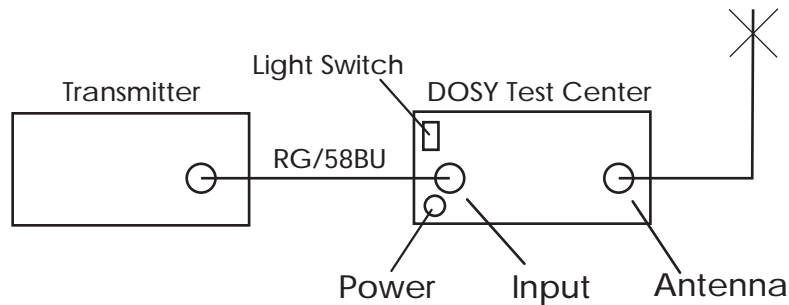 Light Switch
Transmitter
DOSY Test Center
RG/58BU
Power
Input
Antenna